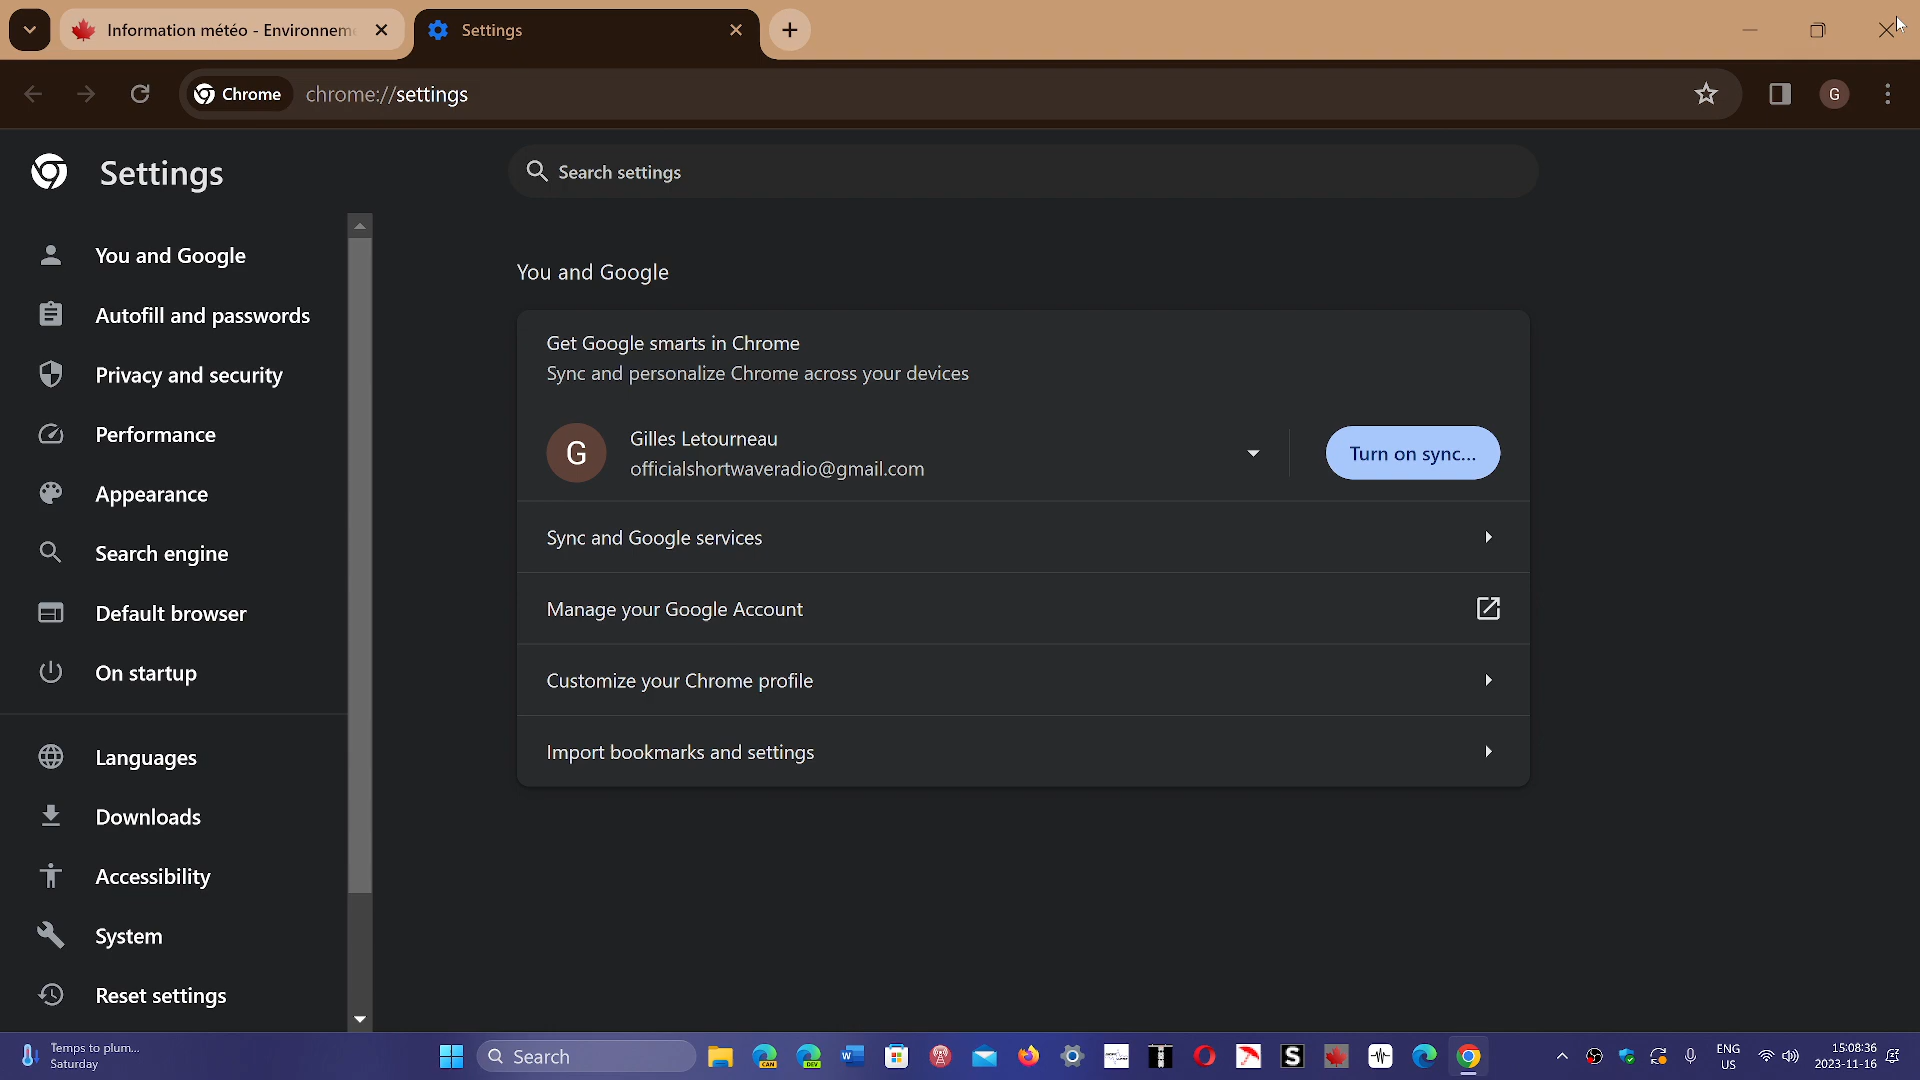 Information météo - Environnem
Settings
Chrome
chrome://settings
G
Settings
Search settings
You and Google
Autofill and passwords
Privacy and security
Performance
Appearance
Search engine
Default browser
On startup
Languages
Downloads
Accessibility
System
Reset settings
You and Google
Get Google smarts in Chrome
Sync and personalize Chrome across your devices
G
Gilles Letourneau
officialshortwaveradio@gmail.com
Turn on sync...
Sync and Google services
Manage your Google Account
Customize your Chrome profile
Import bookmarks and settings
Temps to plum...
Saturday
Search
CAN
DEV
W
S
ENG
US
15:08:36
2023-11-16